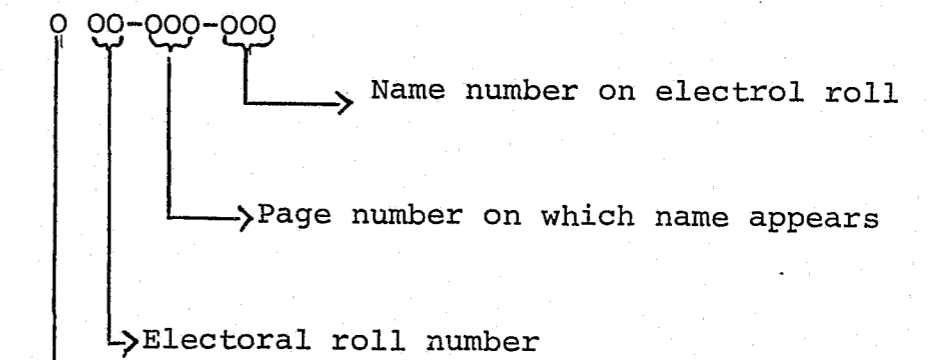 0 00-000-000
Name number on electrol roll
Page number on which name appears
Electoral roll number